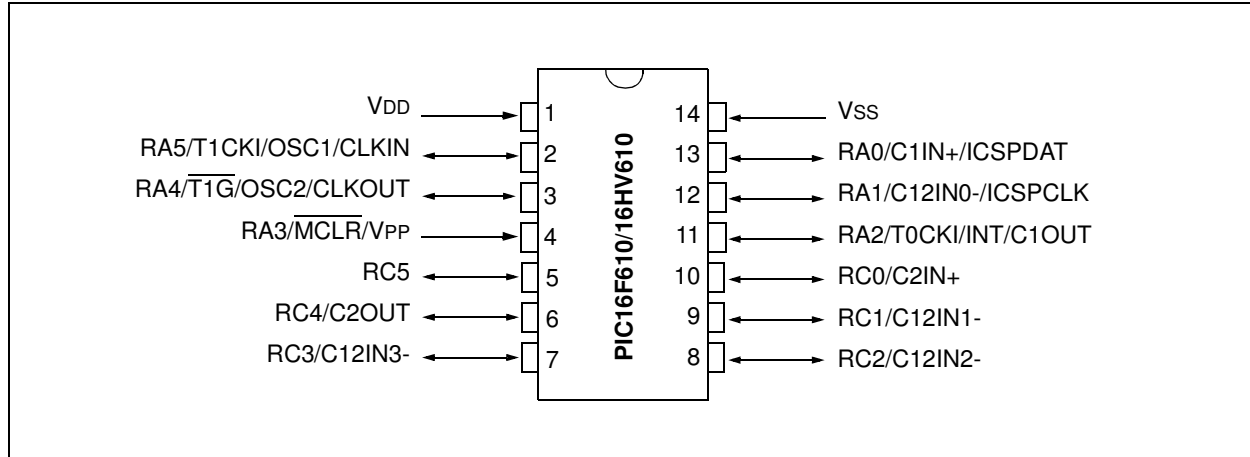 VDD 1
RA5/T1CKI/OSC1/CLKIN 2
RA4/T1G/OSC2/CLKOUT 3
RA3/MCLR/VPP 4
RC5 5
RC4/C2OUT 6
RC3/C12IN3- 7
PIC16F610/16HV610
14 VSS
13 RA0/C1IN+/ICSPDAT
12 RA1/C12IN0-/ICSPCLK
11 RA2/T0CKI/INT/C1OUT
10 RC0/C2IN+
9 RC1/C12IN1-
8 RC2/C12IN2-